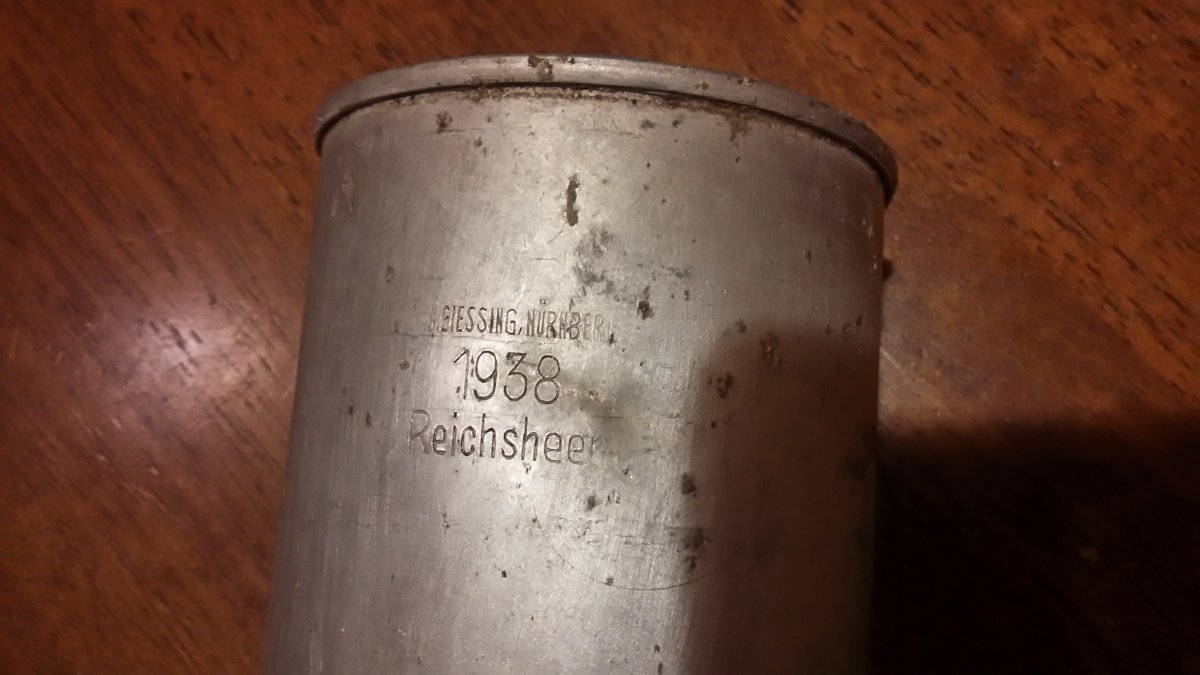 GIESSING, NÜRNBERG
1938
Reichsheer